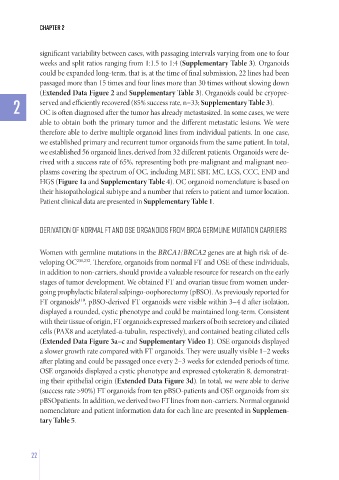 CHAPTER 2
significant variability between cases, with passaging intervals varying from one to four
weeks and split ratios ranging from 1:1.5 to 1:4 (Supplementary Table 3). Organoids
could be expanded long-term, that is, at the time of final submission, 22 lines had been
passaged more than 15 times and four lines more than 30 times without slowing down
(Extended Data Figure 2 and Supplementary Table 3). Organoids could be cryopre-
served and efficiently recovered (85% success rate, n=33; Supplementary Table 3).
2
OC is often diagnosed after the tumor has already metastasized. In some cases, we were
able to obtain both the primary tumor and the different metastatic lesions. We were
therefore able to derive multiple organoid lines from individual patients. In one case,
we established primary and recurrent tumor organoids from the same patient. In total,
we established 56 organoid lines, derived from 32 different patients. Organoids were de-
rived with a success rate of 65%, representing both pre-malignant and malignant neo-
plasms covering the spectrum of OC, including MBT, SBT, MC, LGS, CCC, END and
HGS (Figure 1a and Supplementary Table 4). OC organoid nomenclature is based on
their histopathological subtype and a number that refers to patient and tumor location.
Patient clinical data are presented in Supplementary Table 1.
DERIVATION OF NORMAL FT AND OSE ORGANOIDS FROM BRCA GERMLINE MUTATION CARRIERS
Women with germline mutations in the BRCA1/BRCA2 genes are at high risk of de-
veloping OC. Therefore, organoids from normal FT and OSE of these individuals,
in addition to non-carriers, should provide a valuable resource for research on the early
stages of tumor development. We obtained FT and ovarian tissue from women under-
going prophylactic bilateral salpingo-oophorectomy (pBSO). As previously reported for
FT organoids, pBSO-derived FT organoids were visible within 3–4 d after isolation,
displayed a rounded, cystic phenotype and could be maintained long-term. Consistent
with their tissue of origin, FT organoids expressed markers of both secretory and ciliated
cells (PAX8 and acetylated-α-tubulin, respectively), and contained beating ciliated cells
(Extended Data Figure 3a–c and Supplementary Video 1). OSE organoids displayed
a slower growth rate compared with FT organoids. They were usually visible 1–2 weeks
after plating and could be passaged once every 2–3 weeks for extended periods of time.
OSE organoids displayed a cystic phenotype and expressed cytokeratin 8, demonstrat-
ing their epithelial origin (Extended Data Figure 3d). In total, we were able to derive
(success rate >90%) FT organoids from ten pBSO-patients and OSE organoids from six
pBSOpatients. In addition, we derived two FT lines from non-carriers. Normal organoid
nomenclature and patient information data for each line are presented in Supplemen-
tary Table 5.
22